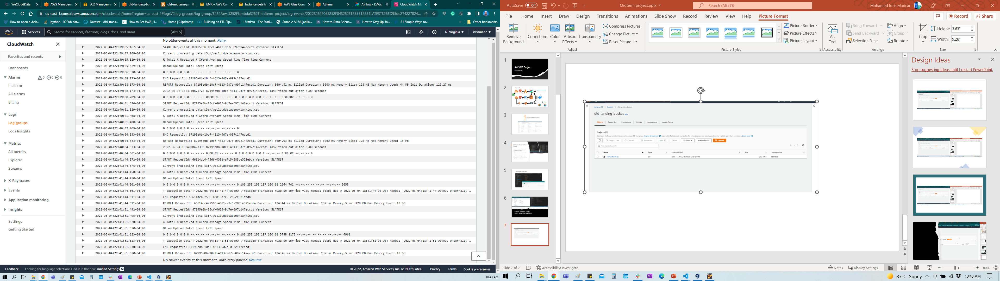 WeCloudData
AWS Manageme
EC2 Managemen
dld-landing-buc
dld-midterm-pr
EMR – AWS Con
Instance details
AWS Glue Conso
Athena
Airflow - DAGs
CloudWatch Ma
us-east-1.console.aws.amazon.com/cloudwatch/home?region=us-east-1#logsV2:log-groups/log-group/$252Faws$252Flambda$252Fmidterm_project/log-events/2022$252F06$252F04$252F$255B$2524LATEST$255D95de274227824...
How to open a .bak...
ipython - IOPub dat...
Dataset - dld_trans...
How to Set JAVA_H...
Home | Clipchamp
Building an ETL Pip...
• Statista - The Stati...
Surah e Al-Mujadila...
How to Data Scienc...
How to Stay Up To...
31 Simple Ways to...
Other bookmarks
aws
Services
Search for services, features, blogs, docs, and more
[Alt+S]
N. Virginia
idrismaric
CloudWatch
Favorites and recents
Dashboards
Alarms
0 0 0
In alarm
All alarms
Billing
Logs
Log groups
Logs Insights
Metrics
All metrics
Explorer
Streams
X-Ray traces
Events
Application monitoring
Insights
Settings
Getting Started
No older events at this moment. Retry
2022-06-04T22:39:05.167+04:00 START RequestId: 87195e0b-10cf-4613-9d7e-097c147eccd1 Version: $LATEST
2022-06-04T22:39:05.168+04:00 Current processing data s3://weclouddatademo/banking.csv
2022-06-04T22:39:05.329+04:00 % Total % Received % Xferd Average Speed Time Time Time Current
2022-06-04T22:39:05.329+04:00 Dload Upload Total Spent Left Speed
2022-06-04T22:39:06.330+04:00 0 0 0 0 0 0 0 0 --:--:-- --:--:-- --:--:-- 0
2022-06-04T22:39:08.173+04:00 END RequestId: 87195e0b-10cf-4613-9d7e-097c147eccd1
2022-06-04T22:39:08.173+04:00 REPORT RequestId: 87195e0b-10cf-4613-9d7e-097c147eccd1 Duration: 3004.81 ms Billed Duration: 3000 ms Memory Size: 128 MB Max Memory Used: 44 MB Init Duration: 129.27 ms
2022-06-04T22:39:08.173+04:00 2022-06-04T18:39:08.172Z 87195e0b-10cf-4613-9d7e-097c147eccd1 Task timed out after 3.00 seconds
2022-06-04T22:39:08.209+04:00 0 0 0 0 0 0 0 0 --:--:-- 0:00:01 --:--:-- 0 0 0 0 0 0 0 0 0 --:--:-- 0:00:02 --:--:-- 0
2022-06-04T22:40:01.326+04:00 START RequestId: 87195e0b-10cf-4613-9d7e-097c147eccd1 Version: $LATEST
2022-06-04T22:40:01.329+04:00 Current processing data s3://weclouddatademo/banking.csv
2022-06-04T22:40:01.408+04:00 % Total % Received % Xferd Average Speed Time Time Time Current
2022-06-04T22:40:01.408+04:00 Dload Upload Total Spent Left Speed
2022-06-04T22:40:02.409+04:00 0 0 0 0 0 0 0 0 --:--:-- --:--:-- --:--:-- 0
2022-06-04T22:40:04.333+04:00 END RequestId: 87195e0b-10cf-4613-9d7e-097c147eccd1
2022-06-04T22:40:04.333+04:00 REPORT RequestId: 87195e0b-10cf-4613-9d7e-097c147eccd1 Duration: 3004.93 ms Billed Duration: 3000 ms Memory Size: 128 MB Max Memory Used: 13 MB
2022-06-04T22:40:04.333+04:00 2022-06-04T18:40:04.333Z 87195e0b-10cf-4613-9d7e-097c147eccd1 Task timed out after 3.00 seconds
2022-06-04T22:40:04.361+04:00 0 0 0 0 0 0 0 0 --:--:-- 0:00:01 --:--:-- 0 0 0 0 0 0 0 0 0 --:--:-- 0:00:02 --:--:-- 0
2022-06-04T22:41:44.372+04:00 START RequestId: 66614dc4-7566-4381-a7c5-285ce321ebda Version: $LATEST
2022-06-04T22:41:44.375+04:00 Current processing data s3://weclouddatademo/banking.csv
2022-06-04T22:41:44.450+04:00 % Total % Received % Xferd Average Speed Time Time Time Current
2022-06-04T22:41:44.450+04:00 Dload Upload Total Spent Left Speed
2022-06-04T22:41:44.501+04:00 0 0 0 0 0 0 0 0 --:--:-- --:--:-- --:--:-- 0 100 258 100 197 100 61 2264 701 --:--:-- --:--:-- --:--:-- 5058
2022-06-04T22:41:44.501+04:00 {"execution_date":"2022-06-04T18:41:44+00:00","message":"Created <DagRun emr_job_flow_manual_steps_dag @ 2022-06-04 18:41:44+00:00: manual__2022-06-04T18:41:44+00:00, externally …
2022-06-04T22:41:44.511+04:00 END RequestId: 66614dc4-7566-4381-a7c5-285ce321ebda
2022-06-04T22:41:44.511+04:00 REPORT RequestId: 66614dc4-7566-4381-a7c5-285ce321ebda Duration: 136.44 ms Billed Duration: 137 ms Memory Size: 128 MB Max Memory Used: 13 MB
2022-06-04T22:41:51.492+04:00 START RequestId: 87195e0b-10cf-4613-9d7e-097c147eccd1 Version: $LATEST
2022-06-04T22:41:51.495+04:00 Current processing data s3://weclouddatademo/banking.csv
2022-06-04T22:41:51.570+04:00 % Total % Received % Xferd Average Speed Time Time Time Current
2022-06-04T22:41:51.570+04:00 Dload Upload Total Spent Left Speed
2022-06-04T22:41:51.623+04:00 0 0 0 0 0 0 0 0 --:--:-- --:--:-- --:--:-- 0 100 258 100 197 100 61 3788 1173 --:--:-- --:--:-- --:--:-- 4961
2022-06-04T22:41:51.623+04:00 {"execution_date":"2022-06-04T18:41:51+00:00","message":"Created <DagRun emr_job_flow_manual_steps_dag @ 2022-06-04 18:41:51+00:00: manual__2022-06-04T18:41:51+00:00, externally …
2022-06-04T22:41:51.630+04:00 END RequestId: 87195e0b-10cf-4613-9d7e-097c147eccd1
2022-06-04T22:41:51.630+04:00 REPORT RequestId: 87195e0b-10cf-4613-9d7e-097c147eccd1 Duration: 136.26 ms Billed Duration: 137 ms Memory Size: 128 MB Max Memory Used: 13 MB
No newer events at this moment. Auto retry paused. Resume
Feedback
Looking for language selection? Find it in the new Unified Settings
© 2022, Amazon Web Services, Inc. or its affiliates.
Privacy
Terms
Cookie preferences
10:43 AM
AutoSave Off
Midterm project.pptx
Search (Alt+Q)
Mohamed Idris Maricar
File Home Insert Draw Design Transitions Animations Slide Show Record Review View Help Picture Format
Record
Share
Remove Background
Corrections
Color
Artistic Effects
Transparency
Compress Pictures
Change Picture
Reset Picture
Adjust
Picture Styles
Picture Border
Picture Effects
Picture Layout
Alt Text
Accessibility
Bring Forward
Send Backward
Selection Pane
Align
Group
Rotate
Arrange
Crop
Height: 3.63"
Width: 9.28"
Size
1
AWS DE Project
2
3
4
5
6
Getting the EMR cluster
ready to run the spark job.
7
Amazon S3 > Buckets > dld-landing-bucket
dld-landing-bucket Info
Objects Properties Permissions Metrics Management Access Points
Objects (1)
Objects are the fundamental entities stored in Amazon S3. You can use Amazon S3 inventory to get a list of all objects in your bucket. For others to access your objects, you'll need to explicitly grant them permissions. Learn more
Copy S3 URI
Copy URL
Download
Open
Delete
Actions
Create folder
Upload
Find objects by prefix
1
Name Type Last modified Size Storage class
Transactions.csv csv June 11, 2022, 10:02:03 (UTC+04:00) 202.4 MB Standard
Design Ideas
Stop suggesting ideas until I restart PowerPoint.
Slide 7 of 7
Accessibility: Investigate
Notes
Display Settings
80%
37°C Sunny
10:43 AM